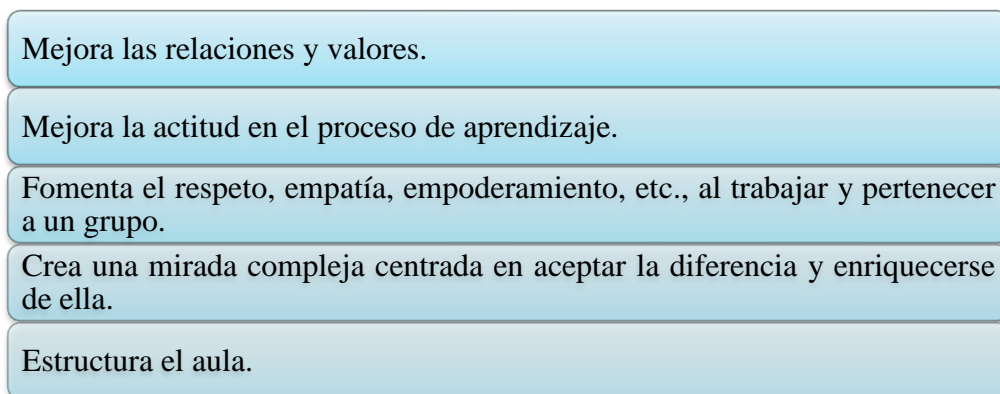 Mejora las relaciones y valores.
Mejora la actitud en el proceso de aprendizaje.
Fomenta el respeto, empatía, empoderamiento, etc., al trabajar y pertenecer
a un grupo.
Crea una mirada compleja centrada en aceptar la diferencia y enriquecerse
de ella.
Estructura el aula.